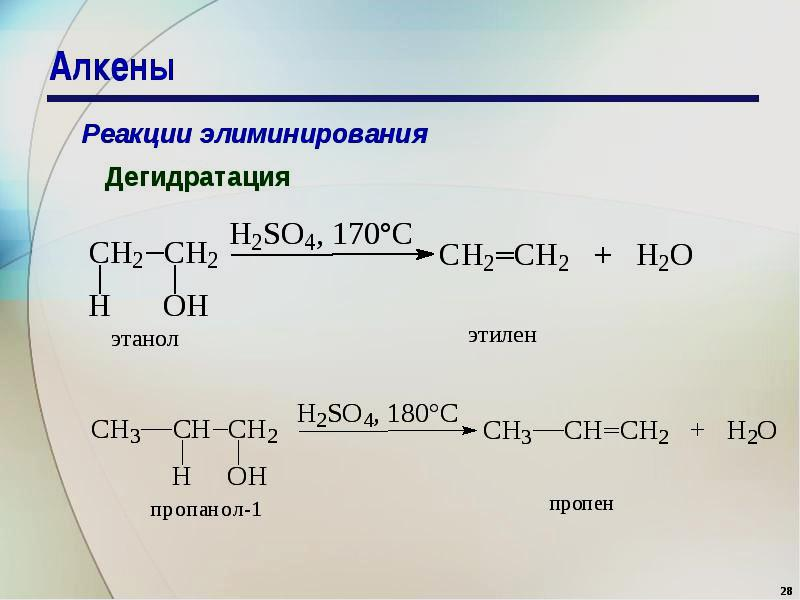 Алкены
Реакции элиминирования
Дегидратация
CH₂–CH₂ H₂SO₄, 170°C CH₂=CH₂ + H₂O
H OH
этанол этилен
CH₃—CH–CH₂ H₂SO₄, 180°C CH₃—CH=CH₂ + H₂O
H OH
пропанол-1 пропен
28